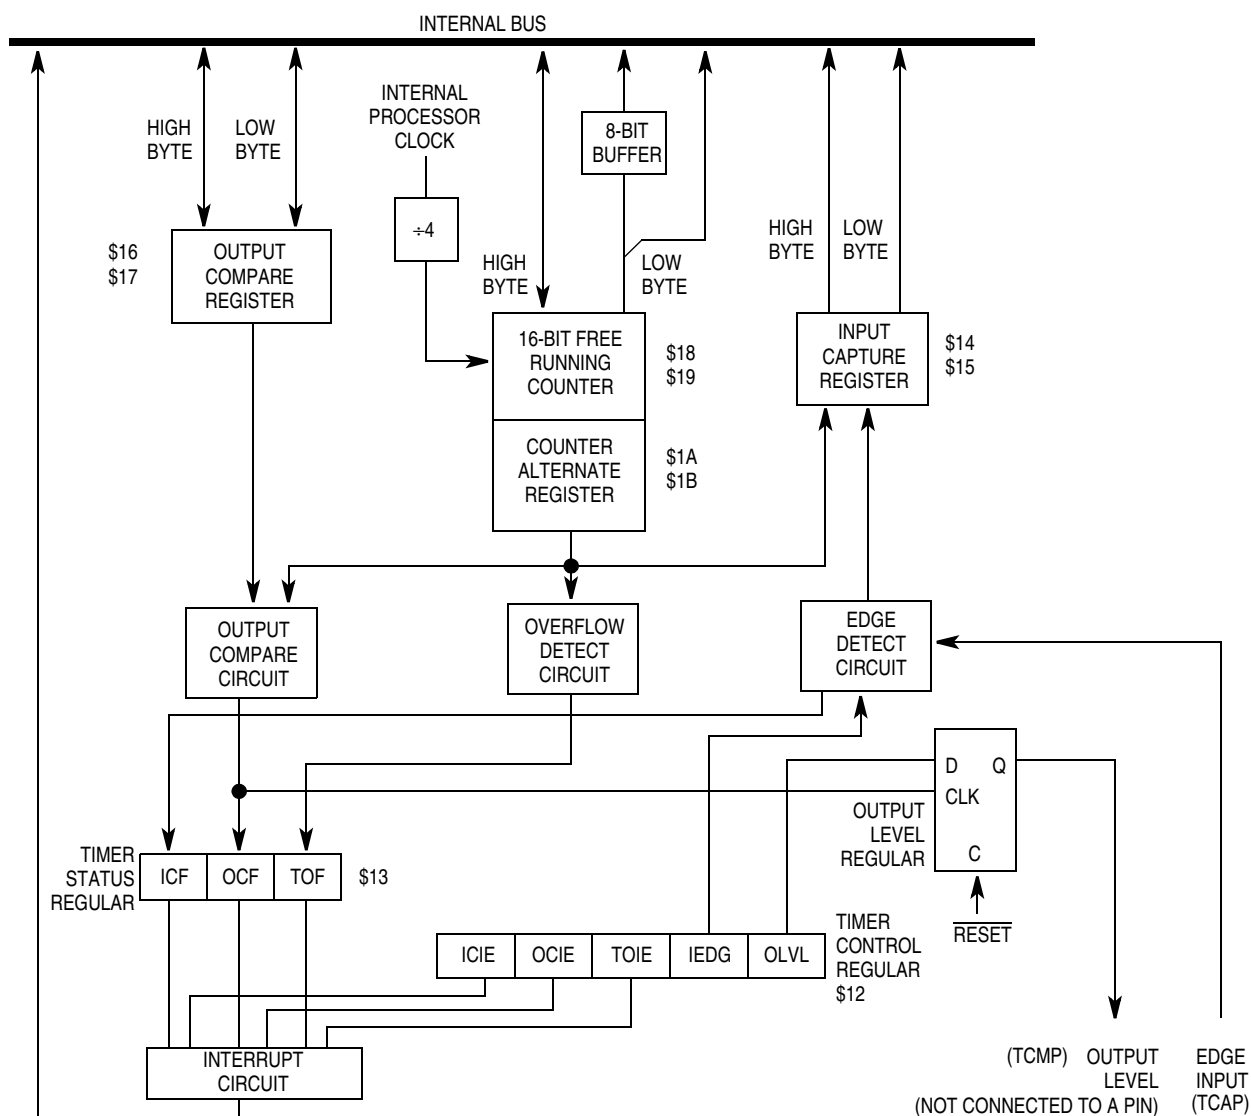 INTERNAL BUS
HIGH
BYTE
LOW
BYTE
INTERNAL
PROCESSOR
CLOCK
÷4
8-BIT
BUFFER
HIGH
BYTE
LOW
BYTE
HIGH
BYTE
LOW
BYTE
$16
$17
OUTPUT
COMPARE
REGISTER
16-BIT FREE
RUNNING
COUNTER
$18
$19
COUNTER
ALTERNATE
REGISTER
$1A
$1B
INPUT
CAPTURE
REGISTER
$14
$15
OUTPUT
COMPARE
CIRCUIT
OVERFLOW
DETECT
CIRCUIT
EDGE
DETECT
CIRCUIT
D Q
CLK
C
OUTPUT
LEVEL
REGULAR
RESET
TIMER
STATUS
REGULAR
ICF OCF TOF
$13
ICIE OCIE TOIE IEDG OLVL
TIMER
CONTROL
REGULAR
$12
INTERRUPT
CIRCUIT
(TCMP) OUTPUT
LEVEL
(NOT CONNECTED TO A PIN)
EDGE
INPUT
(TCAP)